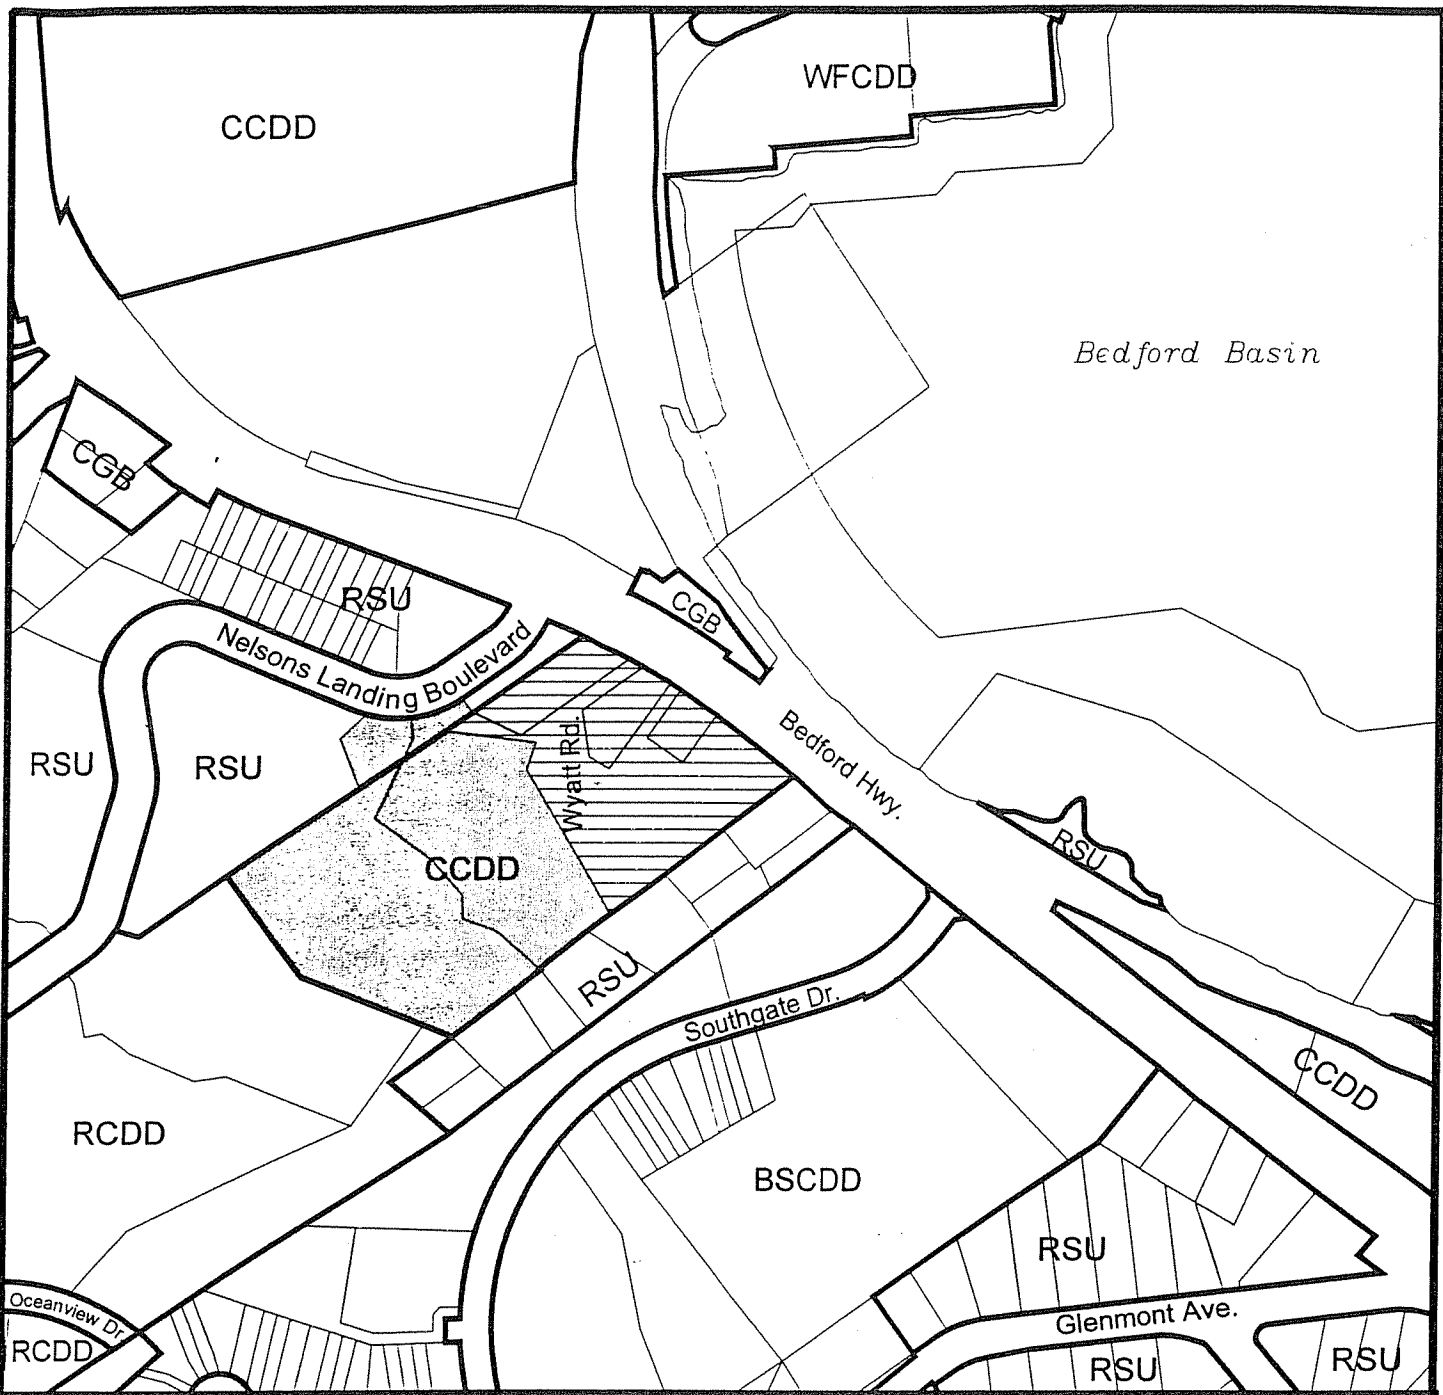 WFCDD
CCDD
Bedford Basin
CGB
RSU
CGB
Nelsons Landing Boulevard
Wyatt Rd.
Bedford Hwy.
RSU
RSU
RSU
CCDD
RSU
Southgate Dr.
CCDD
RCDD
BSCDD
RSU
Oceanview Dr.
Glenmont Ave.
RCDD
RSU
RSU